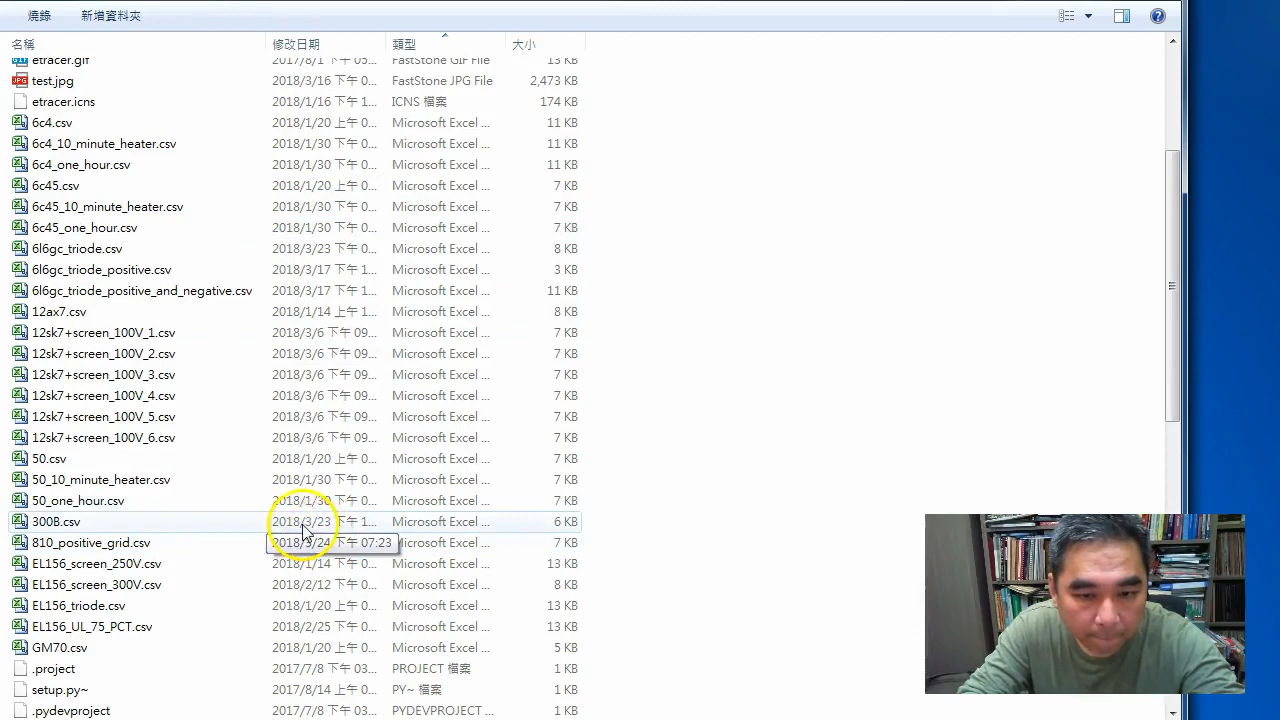 燒錄 新增資料夾
名稱 修改日期 類型 大小
etracer.gif 2017/8/1 下午 05... FastStone GIF File 13 KB
test.jpg 2018/3/16 下午 0... FastStone JPG File 2,473 KB
etracer.icns 2018/1/16 下午 1... ICNS 檔案 174 KB
6c4.csv 2018/1/20 上午 0... Microsoft Excel ... 11 KB
6c4_10_minute_heater.csv 2018/1/30 下午 0... Microsoft Excel ... 11 KB
6c4_one_hour.csv 2018/1/30 下午 0... Microsoft Excel ... 11 KB
6c45.csv 2018/1/20 上午 0... Microsoft Excel ... 7 KB
6c45_10_minute_heater.csv 2018/1/30 下午 0... Microsoft Excel ... 7 KB
6c45_one_hour.csv 2018/1/30 下午 0... Microsoft Excel ... 7 KB
6l6gc_triode.csv 2018/3/23 下午 0... Microsoft Excel ... 8 KB
6l6gc_triode_positive.csv 2018/3/17 下午 1... Microsoft Excel ... 3 KB
6l6gc_triode_positive_and_negative.csv 2018/3/17 下午 1... Microsoft Excel ... 11 KB
12ax7.csv 2018/1/14 上午 1... Microsoft Excel ... 8 KB
12sk7+screen_100V_1.csv 2018/3/6 下午 09... Microsoft Excel ... 7 KB
12sk7+screen_100V_2.csv 2018/3/6 下午 09... Microsoft Excel ... 7 KB
12sk7+screen_100V_3.csv 2018/3/6 下午 09... Microsoft Excel ... 7 KB
12sk7+screen_100V_4.csv 2018/3/6 下午 09... Microsoft Excel ... 7 KB
12sk7+screen_100V_5.csv 2018/3/6 下午 09... Microsoft Excel ... 7 KB
12sk7+screen_100V_6.csv 2018/3/6 下午 09... Microsoft Excel ... 7 KB
50.csv 2018/1/20 上午 0... Microsoft Excel ... 7 KB
50_10_minute_heater.csv 2018/1/30 下午 0... Microsoft Excel ... 7 KB
50_one_hour.csv 2018/1/30 下午 0... Microsoft Excel ... 7 KB
300B.csv 2018/3/23 下午 1... Microsoft Excel ... 6 KB
810_positive_grid.csv 2018/3/24 下午 07:23 Microsoft Excel ... 7 KB
EL156_screen_250V.csv 2018/1/14 下午 0... Microsoft Excel ... 13 KB
EL156_screen_300V.csv 2018/2/12 下午 0... Microsoft Excel ... 8 KB
EL156_triode.csv 2018/1/20 上午 0... Microsoft Excel ... 13 KB
EL156_UL_75_PCT.csv 2018/2/25 下午 0... Microsoft Excel ... 13 KB
GM70.csv 2018/1/20 上午 0... Microsoft Excel ... 5 KB
.project 2017/7/8 下午 03... PROJECT 檔案 1 KB
setup.py~ 2017/8/14 上午 0... PY~ 檔案 1 KB
.pydevproject 2017/7/8 下午 03... PYDEVPROJECT ... 1 KB